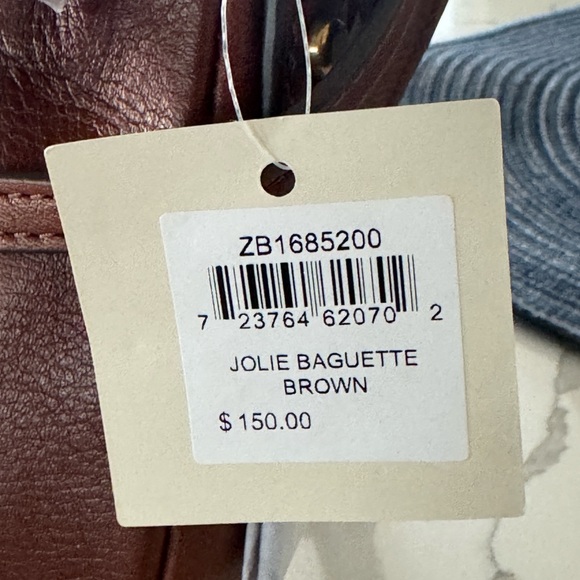 ZB1685200
7 23764 62070 2
JOLIE BAGUETTE
BROWN
$ 150.00